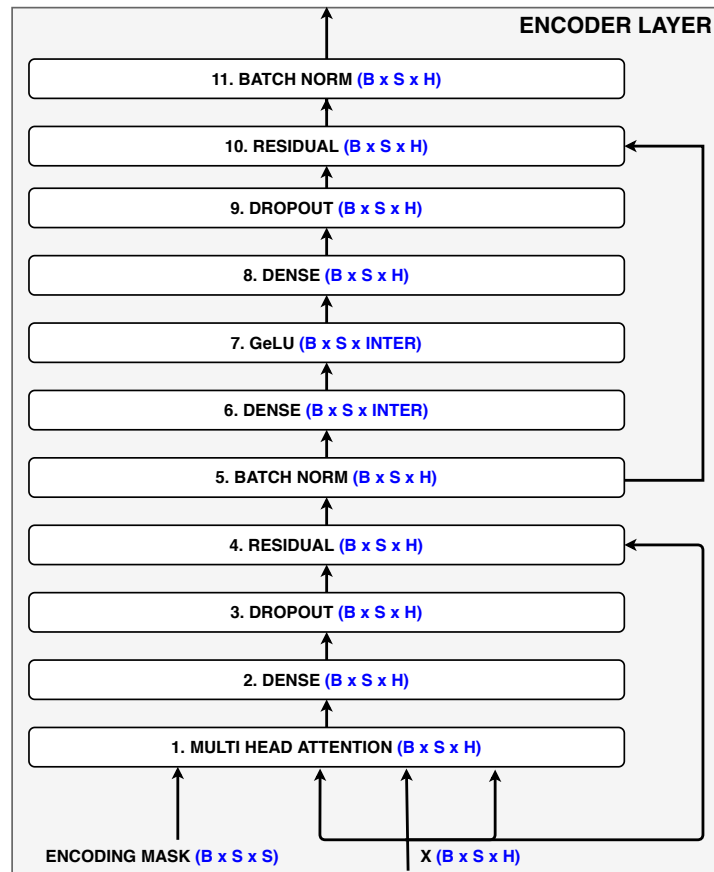 ENCODER LAYER
11. BATCH NORM (B x S x H)
10. RESIDUAL (B x S x H)
9. DROPOUT (B x S x H)
8. DENSE (B x S x H)
7. GeLU (B x S x INTER)
6. DENSE (B x S x INTER)
5. BATCH NORM (B x S x H)
4. RESIDUAL (B x S x H)
3. DROPOUT (B x S x H)
2. DENSE (B x S x H)
1. MULTI HEAD ATTENTION (B x S x H)
ENCODING MASK (B x S x S)
X (B x S x H)